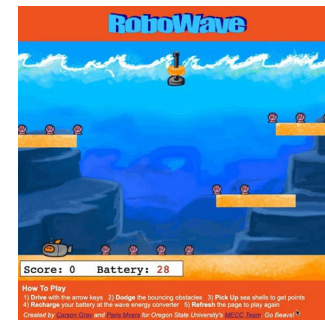 RoboWave
Score: 0 Battery: 28
How To Play
1) Drive with the arrow keys 2) Dodge the bouncing obstacles 3) Pick Up sea shells to get points
4) Recharge your battery at the wave energy converter 5) Refresh the page to play again
Created by Carson Gray and Paris Myers for Oregon State University's MECC Team. Go Beavs!